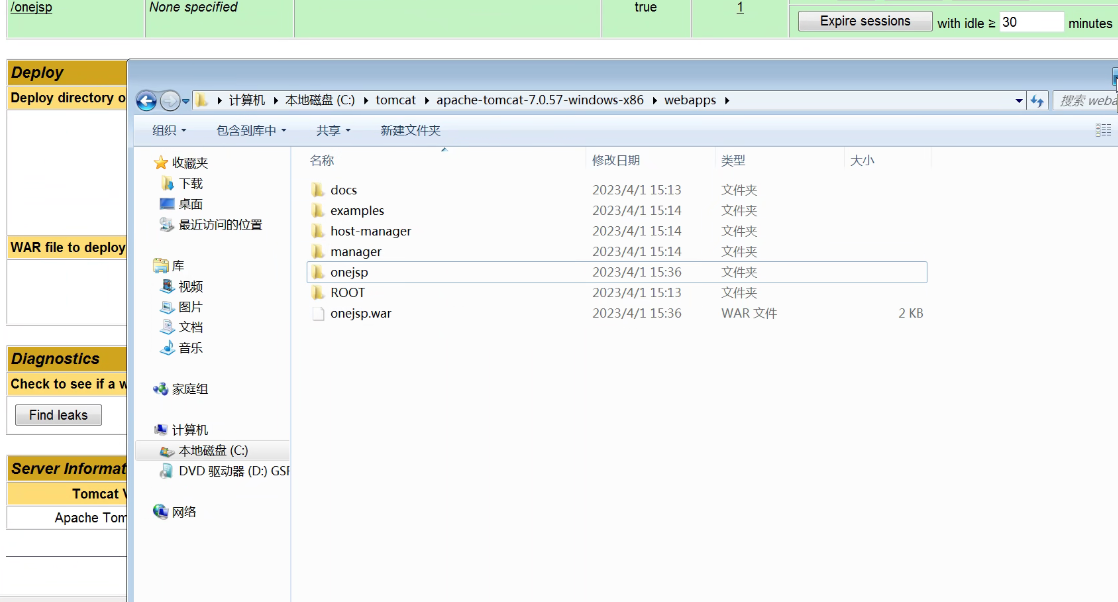 /onejsp None specified true 1
Expire sessions with idle ≥ 30 minutes
Deploy
Deploy directory o
WAR file to deploy
Diagnostics
Check to see if a w
Find leaks
Server Informat
Tomcat V
Apache Tom
计算机 本地磁盘 (C:) tomcat apache-tomcat-7.0.57-windows-x86 webapps
搜索 weba
组织 包含到库中 共享 新建文件夹
名称 修改日期 类型 大小
docs 2023/4/1 15:13 文件夹
examples 2023/4/1 15:14 文件夹
host-manager 2023/4/1 15:14 文件夹
manager 2023/4/1 15:14 文件夹
onejsp 2023/4/1 15:36 文件夹
ROOT 2023/4/1 15:13 文件夹
onejsp.war 2023/4/1 15:36 WAR 文件 2 KB
收藏夹
下载
桌面
最近访问的位置
库
视频
图片
文档
音乐
家庭组
计算机
本地磁盘 (C:)
DVD 驱动器 (D:) GSP
网络